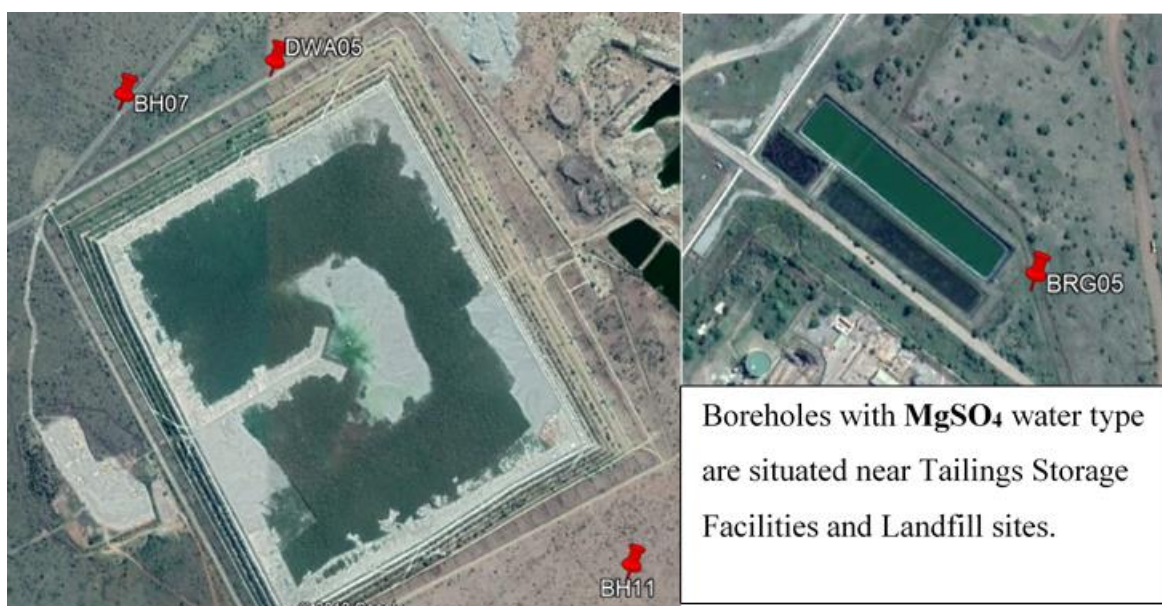 DWA05
BH07
BH11
BRG05
Boreholes with MgSO₄ water type
are situated near Tailings Storage
Facilities and Landfill sites.